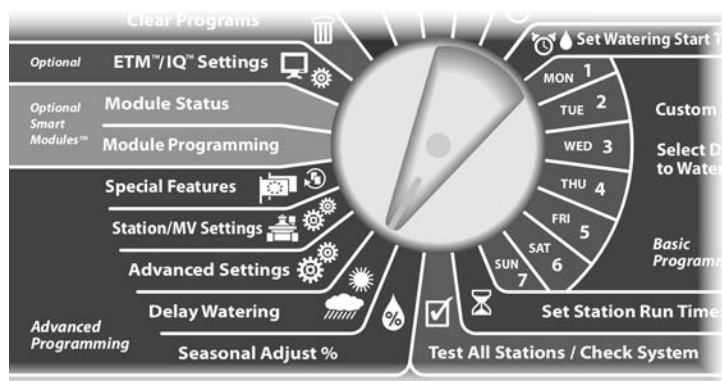 Clear Programs
Optional
ETM™/IQ™ Settings
Optional
Smart
Modules™
Module Status
Module Programming
Special Features
Station/MV Settings
Advanced Settings
Delay Watering
Advanced
Programming
Seasonal Adjust %
%
Set Watering Start T
MON 1
TUE 2
WED 3
THU 4
FRI 5
SAT 6
SUN 7
Custom
Select D
to Water
Basic
Programm
Set Station Run Time
Test All Stations / Check System